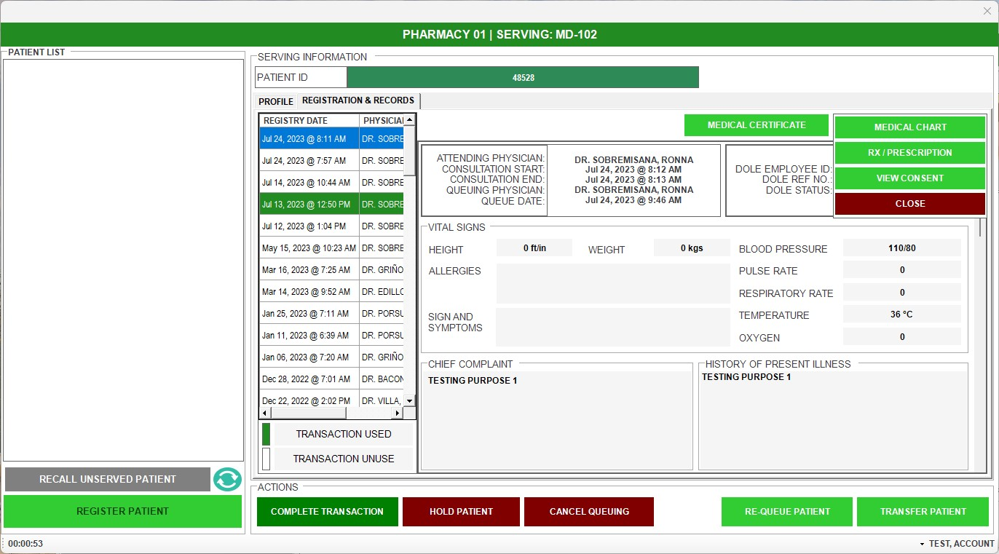 PHARMACY 01 | SERVING: MD-102
PATIENT LIST
RECALL UNSERVED PATIENT
REGISTER PATIENT
SERVING INFORMATION
PATIENT ID 48528
PROFILE REGISTRATION & RECORDS
REGISTRY DATE PHYSICIA
Jul 24, 2023 @ 8:11 AM DR. SOBRE
Jul 24, 2023 @ 7:57 AM DR. SOBRE
Jul 14, 2023 @ 10:44 AM DR. SOBRE
Jul 13, 2023 @ 12:50 PM DR. SOBRE
Jul 12, 2023 @ 1:04 PM DR. SOBRE
May 15, 2023 @ 10:23 AM DR. SOBRE
Mar 16, 2023 @ 7:25 AM DR. GRIÑO
Mar 14, 2023 @ 9:52 AM DR. EDILLO
Jan 25, 2023 @ 7:11 AM DR. PORSU
Jan 11, 2023 @ 6:39 AM DR. PORSU
Jan 06, 2023 @ 7:20 AM DR. GRIÑO
Dec 28, 2022 @ 7:01 AM DR. BACON
Dec 22, 2022 @ 2:02 PM DR. VILLA,
TRANSACTION USED
TRANSACTION UNUSE
MEDICAL CERTIFICATE
MEDICAL CHART
RX / PRESCRIPTION
VIEW CONSENT
CLOSE
ATTENDING PHYSICIAN: DR. SOBREMISANA, RONNA
CONSULTATION START: Jul 24, 2023 @ 8:12 AM
CONSULTATION END: Jul 24, 2023 @ 8:13 AM
QUEUING PHYSICIAN: DR. SOBREMISANA, RONNA
QUEUE DATE: Jul 24, 2023 @ 9:46 AM
DOLE EMPLOYEE ID:
DOLE REF NO.:
DOLE STATUS:
VITAL SIGNS
HEIGHT 0 ft/in WEIGHT 0 kgs BLOOD PRESSURE 110/80
ALLERGIES PULSE RATE 0
RESPIRATORY RATE 0
SIGN AND
SYMPTOMS
TEMPERATURE 36 °C
OXYGEN 0
CHIEF COMPLAINT
TESTING PURPOSE 1
HISTORY OF PRESENT ILLNESS
TESTING PURPOSE 1
ACTIONS
COMPLETE TRANSACTION HOLD PATIENT CANCEL QUEUING RE-QUEUE PATIENT TRANSFER PATIENT
00:00:53 TEST, ACCOUNT